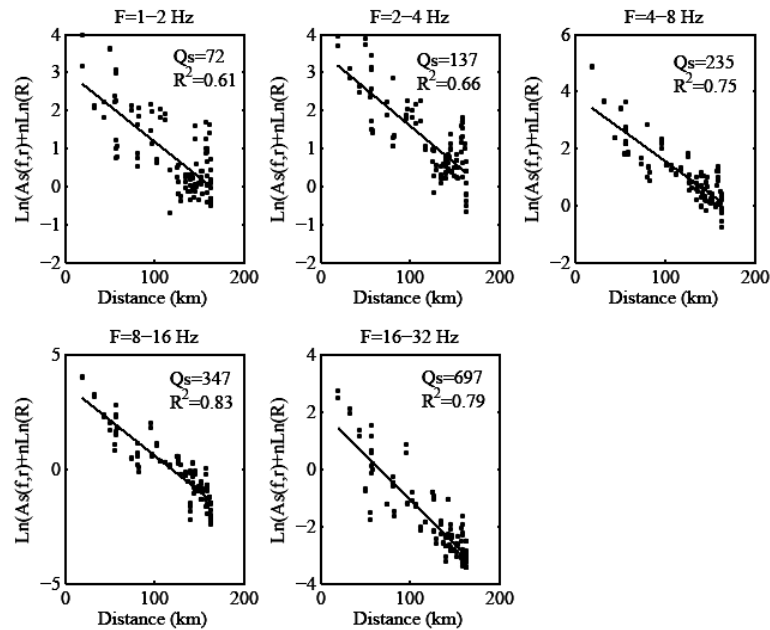 F=1−2 Hz
F=2−4 Hz
F=4−8 Hz
Ln(As(f,r)+nLn(R)
4
3
2
1
0
−1
−2
Qs=72
R²=0.61
0
100
200
Distance (km)
Ln(As(f,r)+nLn(R)
4
3
2
1
0
1
−2
Qs=137
R²=0.66
0
100
200
Distance (km)
Ln(As(f,r)+nLn(R)
6
4
2
0
−2
Qs=235
R²=0.75
0
100
200
Distance (km)
F=8−16 Hz
F=16−32 Hz
Ln(As(f,r)+nLn(R)
5
0
−5
Qs=347
R²=0.83
0
100
200
Distance (km)
Ln(As(f,r)+nLn(R)
4
2
0
−2
−4
Qs=697
R²=0.79
0
100
200
Distance (km)